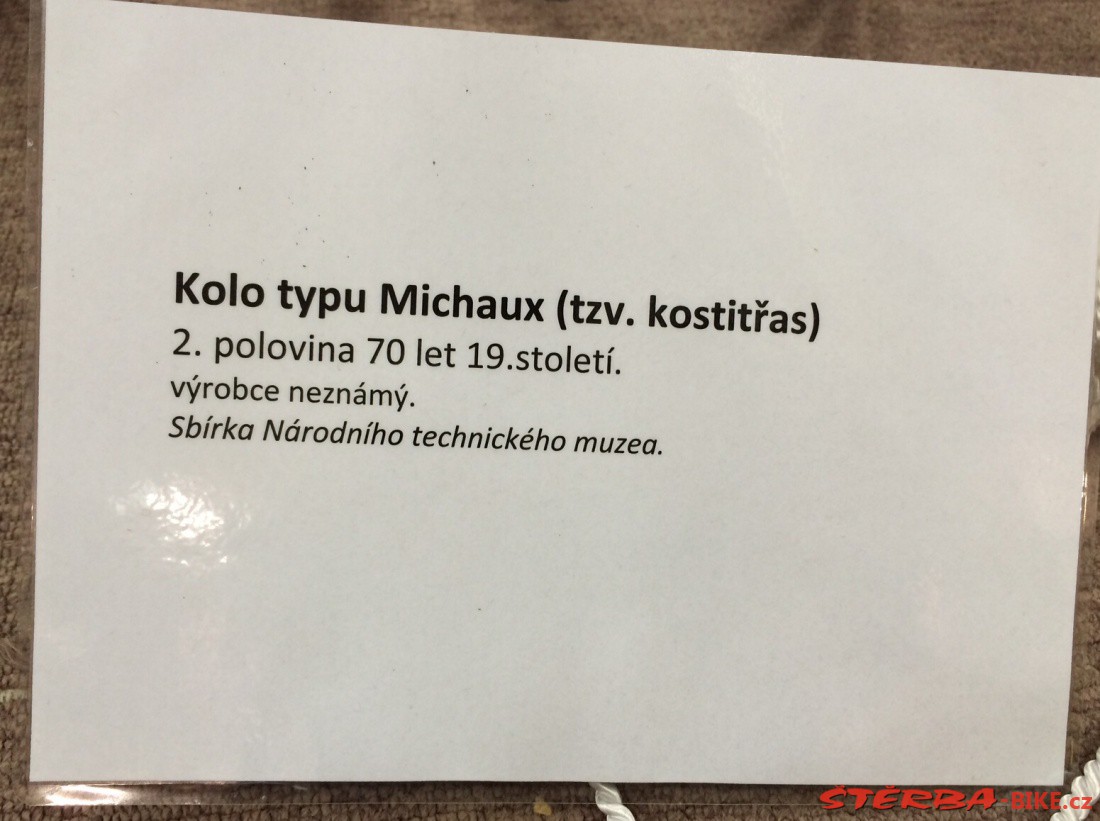 Kolo typu Michaux (tzv. kostitřas)
2. polovina 70 let 19.století.
výrobce neznámý.
Sbírka Národního technického muzea.
ŠTĚRBA-BIKE.cz